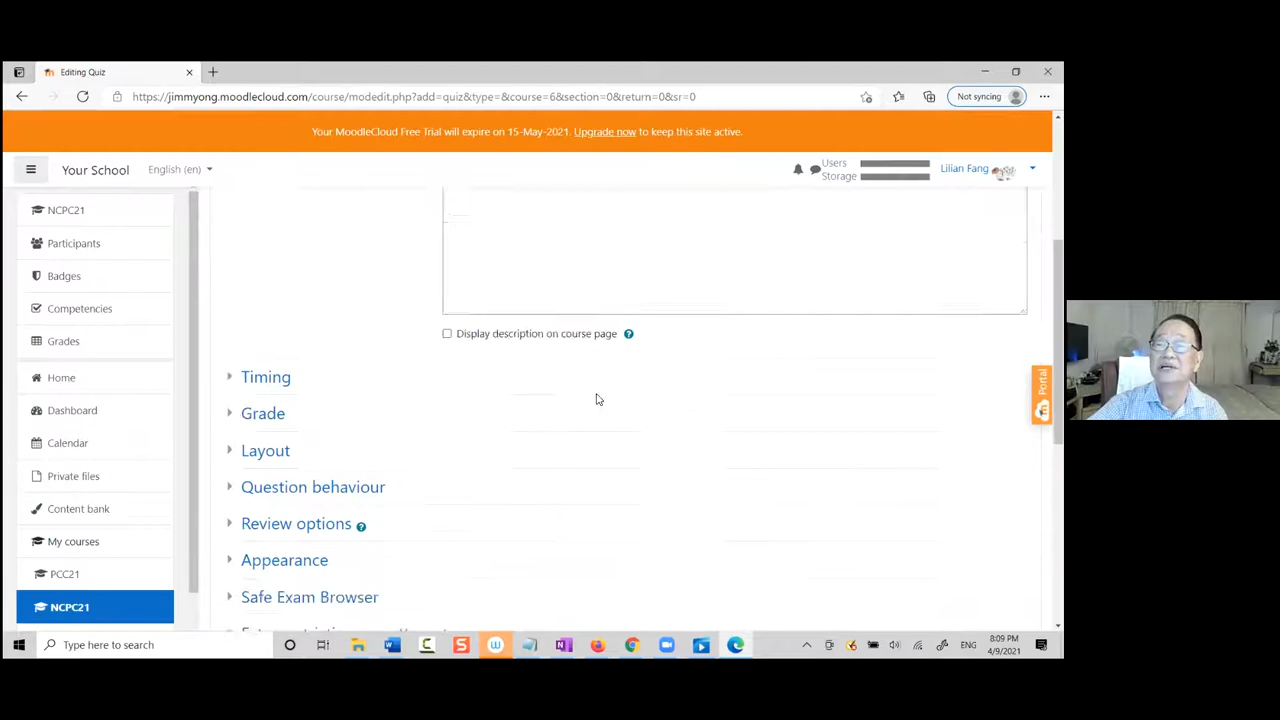 Editing Quiz
https://jimmyong.moodlecloud.com/course/modedit.php?add=quiz&type=&course=6&section=0&return=0&sr=0
Not syncing
Your MoodleCloud Free Trial will expire on 15-May-2021. Upgrade now to keep this site active.
Your School
English (en)
Users
Storage
Lilian Fang
NCPC21
Participants
Badges
Competencies
Grades
Home
Dashboard
Calendar
Private files
Content bank
My courses
PCC21
NCPC21
Display description on course page
Timing
Grade
Layout
Question behaviour
Review options
Appearance
Safe Exam Browser
Portal
Type here to search
ENG
8:09 PM
4/9/2021